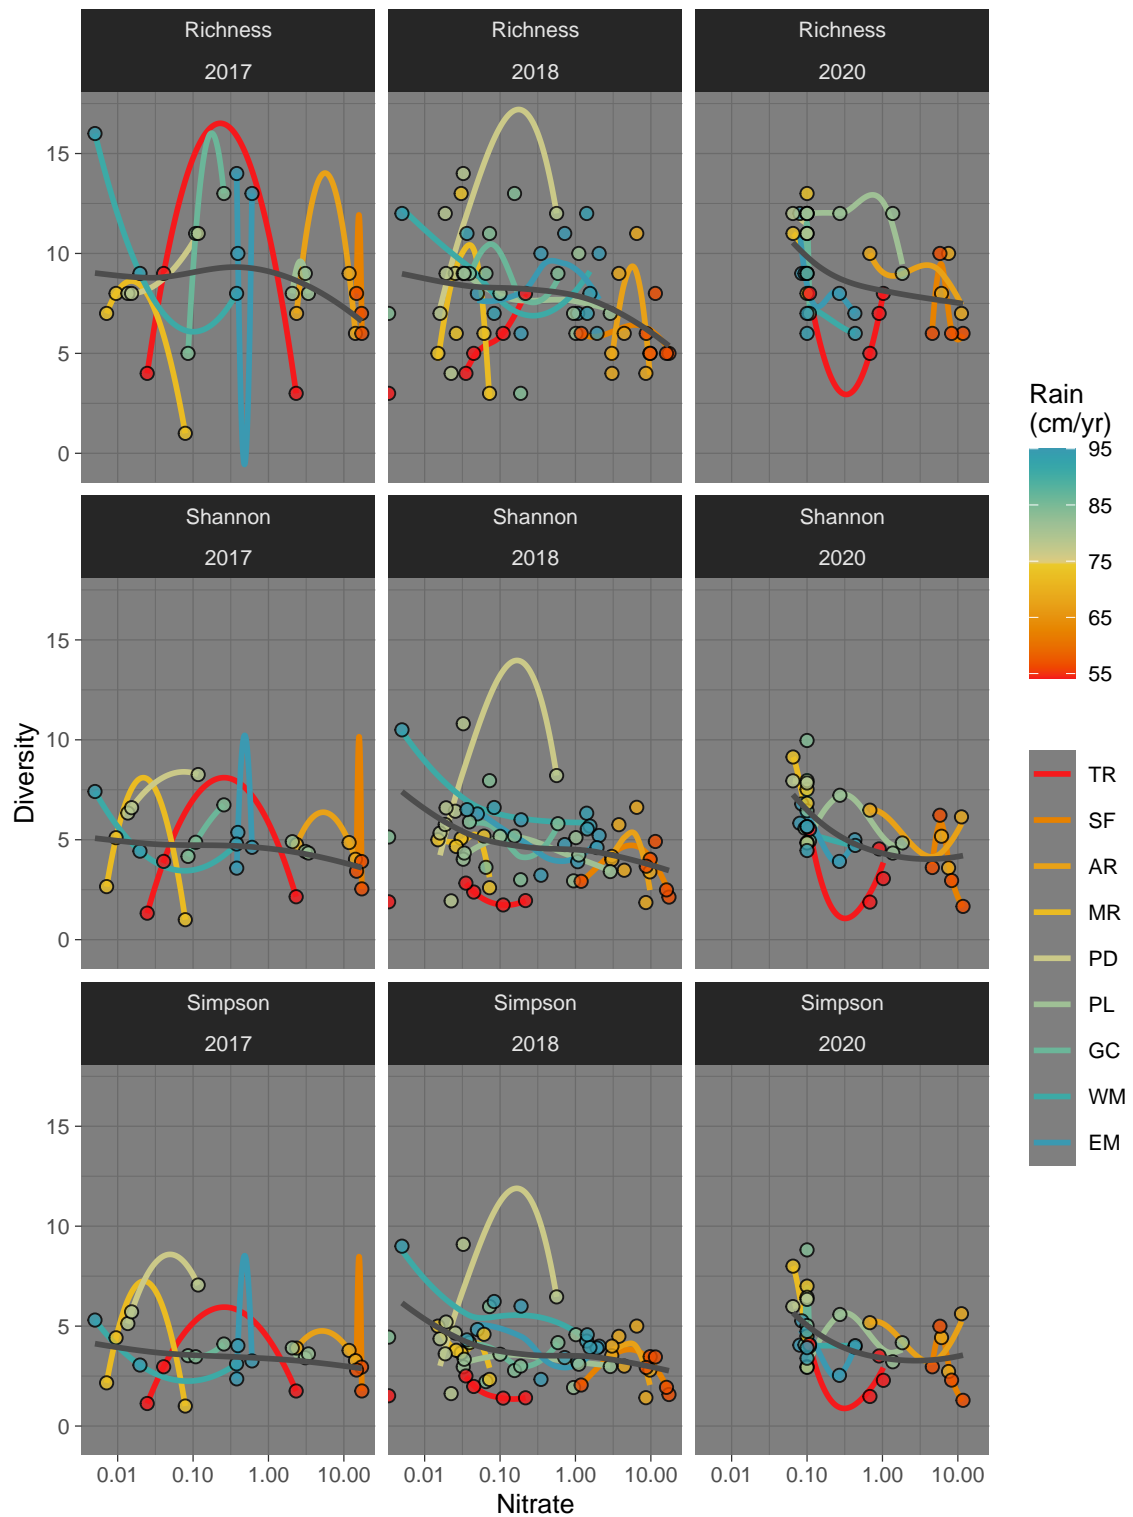 Richness
2017
Richness
2018
Richness
2020
15
10
5
0
Shannon
2017
Shannon
2018
Shannon
2020
15
10
5
0
Simpson
2017
Simpson
2018
Simpson
2020
15
10
5
0
0.01 0.10 1.00 10.00
0.01 0.10 1.00 10.00
0.01 0.10 1.00 10.00
Nitrate
Diversity
Rain
(cm/yr)
95
85
75
65
55
TR
SF
AR
MR
PD
PL
GC
WM
EM